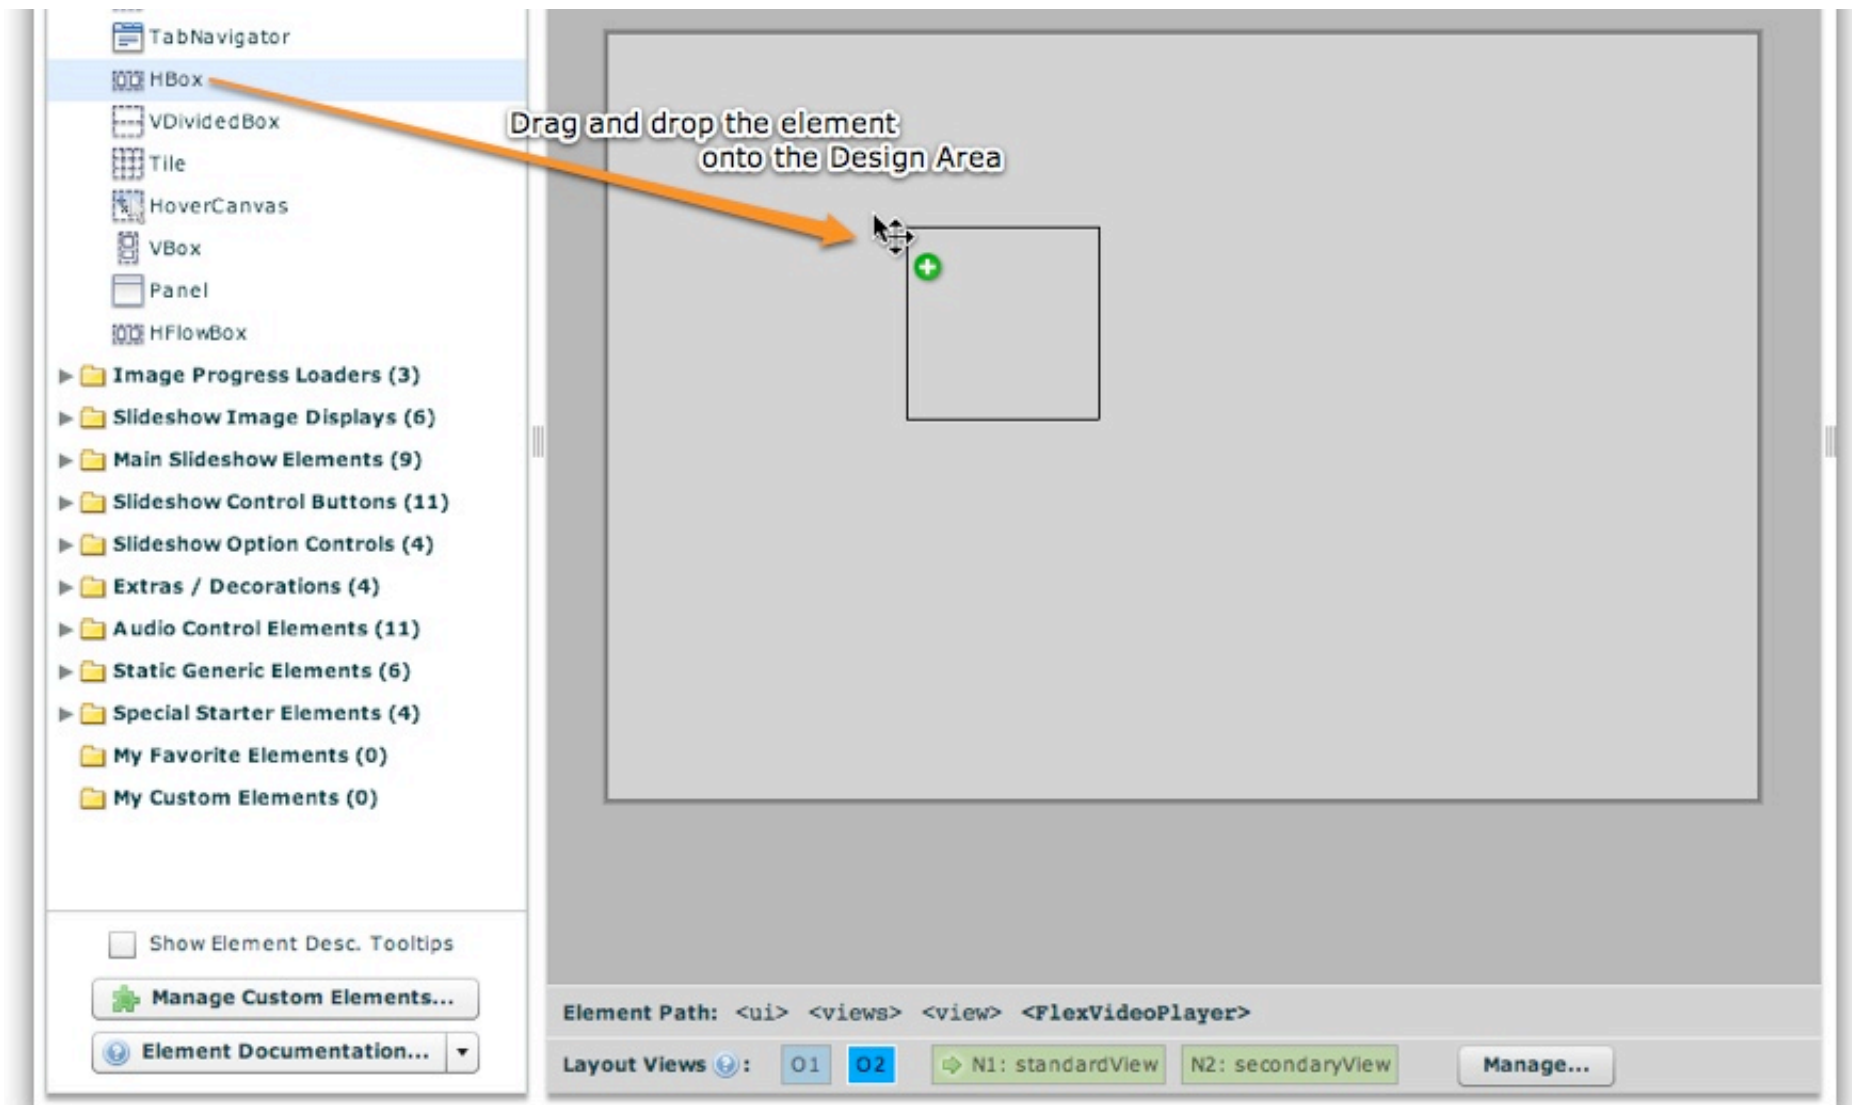 TabNavigator
HBox
VDividedBox
Tile
HoverCanvas
VBox
Panel
HFlowBox
Image Progress Loaders (3)
Slideshow Image Displays (6)
Main Slideshow Elements (9)
Slideshow Control Buttons (11)
Slideshow Option Controls (4)
Extras / Decorations (4)
Audio Control Elements (11)
Static Generic Elements (6)
Special Starter Elements (4)
My Favorite Elements (0)
My Custom Elements (0)
Show Element Desc. Tooltips
Manage Custom Elements...
Element Documentation...
Drag and drop the element
onto the Design Area
Element Path: <ui> <views> <view> <FlexVideoPlayer>
Layout Views ? : O1 O2 N1: standardView N2: secondaryView Manage...